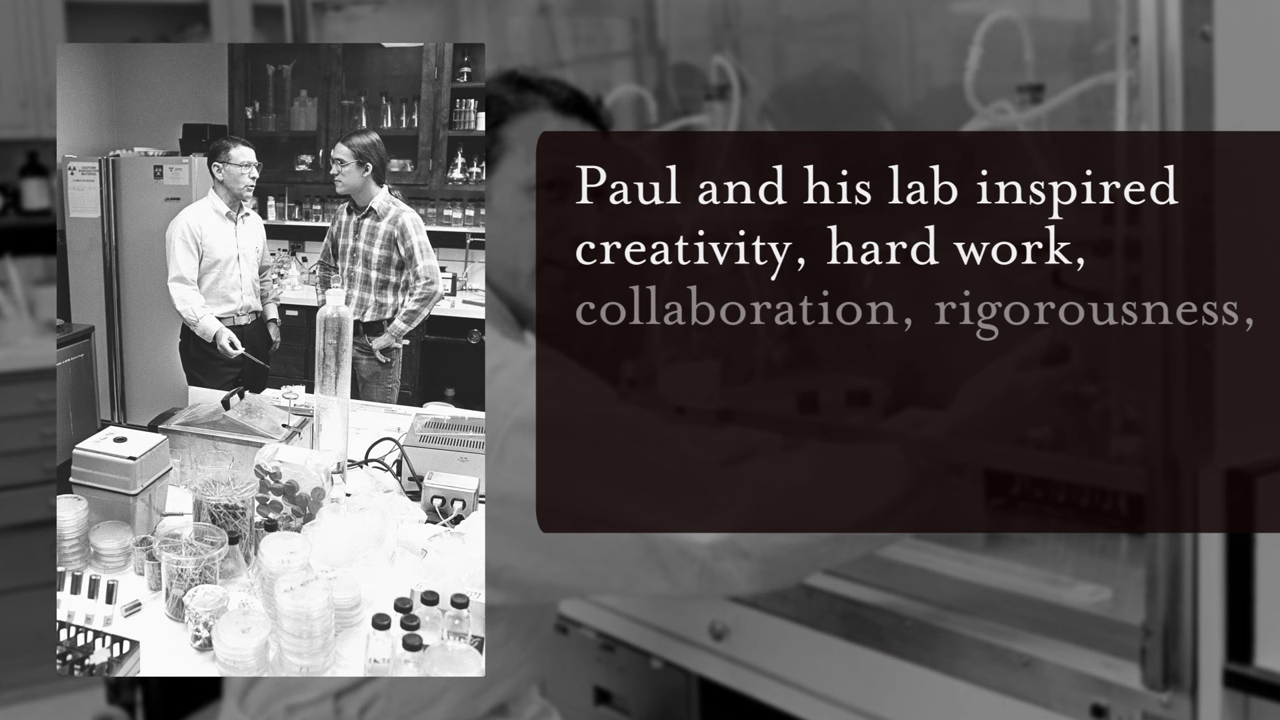 Paul and his lab inspired
creativity, hard work,
collaboration, rigorousness,